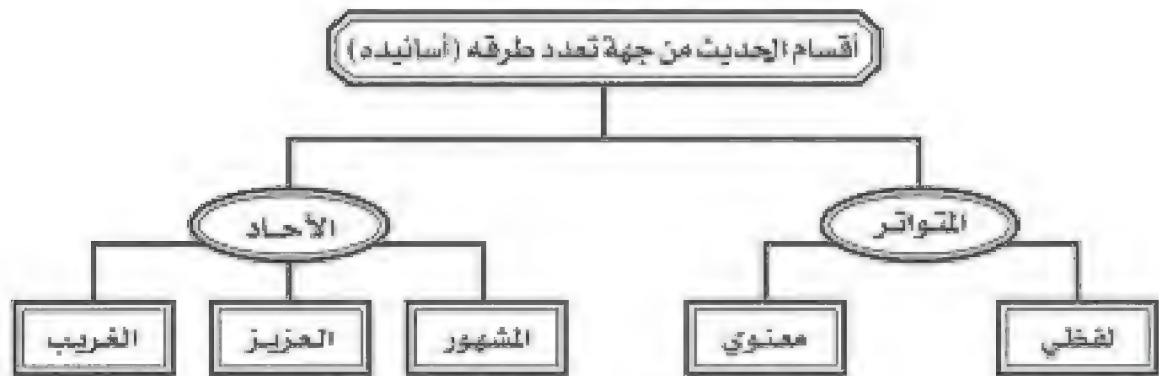 أقسام الحديث من جهة تعدد طرقه (أسانيده)
المتواتر
الآحاد
لفظي
معنوي
المشهور
العزيز
الغريب